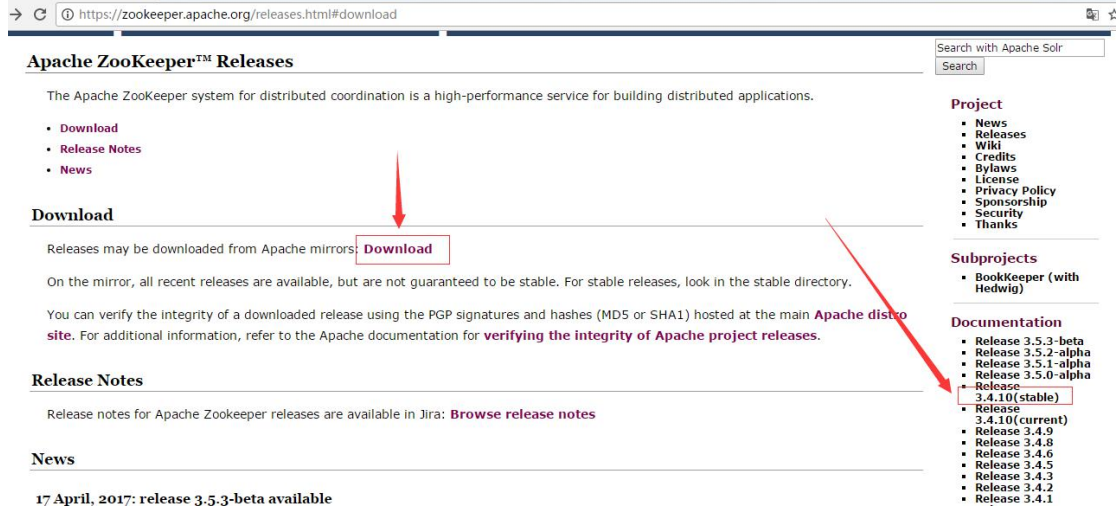 https://zookeeper.apache.org/releases.html#download
Apache ZooKeeper™ Releases
The Apache ZooKeeper system for distributed coordination is a high-performance service for building distributed applications.
Download
Release Notes
News
Download
Releases may be downloaded from Apache mirrors: Download
On the mirror, all recent releases are available, but are not guaranteed to be stable. For stable releases, look in the stable directory.
You can verify the integrity of a downloaded release using the PGP signatures and hashes (MD5 or SHA1) hosted at the main Apache distro
site. For additional information, refer to the Apache documentation for verifying the integrity of Apache project releases.
Release Notes
Release notes for Apache Zookeeper releases are available in Jira: Browse release notes
News
17 April, 2017: release 3.5.3-beta available
Search with Apache Solr
Search
Project
News
Releases
Wiki
Credits
Bylaws
License
Privacy Policy
Sponsorship
Security
Thanks
Subprojects
BookKeeper (with
Hedwig)
Documentation
Release 3.5.3-beta
Release 3.5.2-alpha
Release 3.5.1-alpha
Release 3.5.0-alpha
Release
3.4.10(stable)
Release
3.4.10(current)
Release 3.4.9
Release 3.4.8
Release 3.4.6
Release 3.4.5
Release 3.4.3
Release 3.4.2
Release 3.4.1